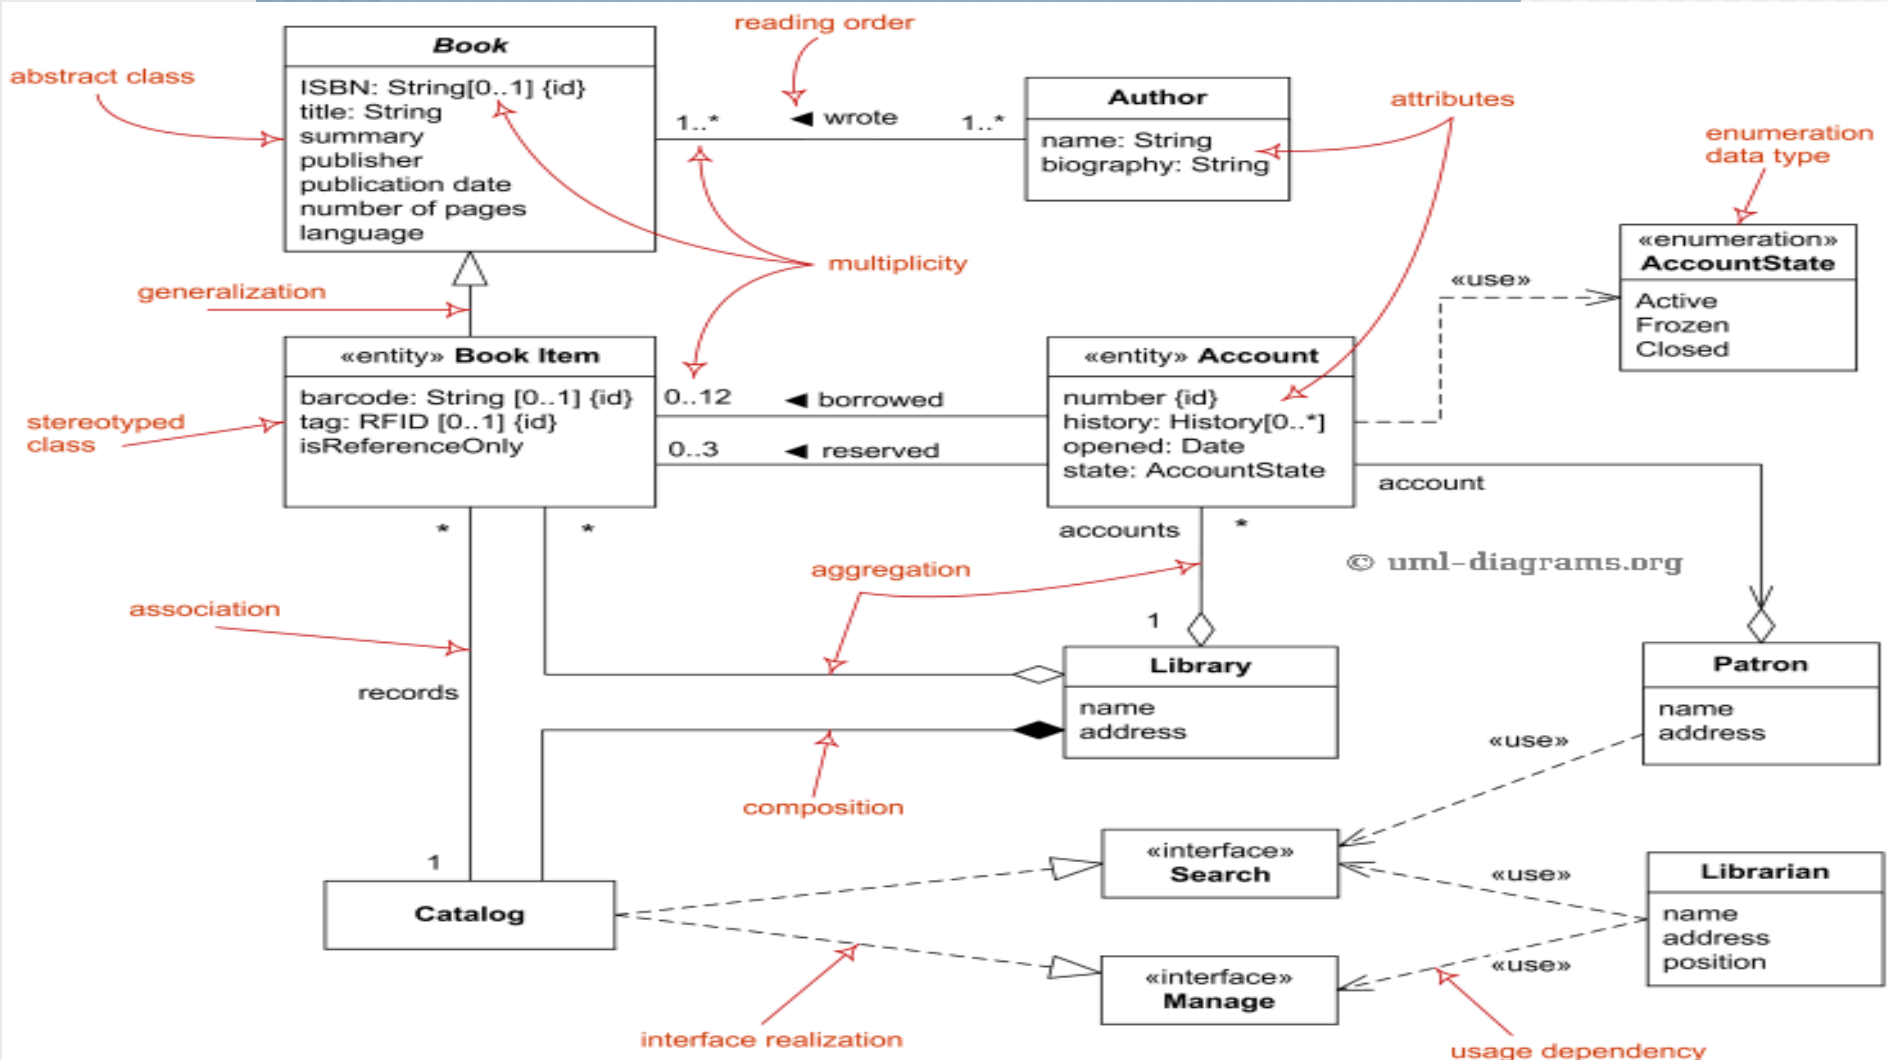 reading order
Book
abstract class
ISBN: String[0..1] {id}
title: String
summary
publisher
publication date
number of pages
language
1..*
◄ wrote
1..*
Author
name: String
biography: String
attributes
enumeration
data type
«enumeration»
AccountState
Active
Frozen
Closed
multiplicity
generalization
«use»
«entity» Book Item
barcode: String [0..1] {id}
tag: RFID [0..1] {id}
isReferenceOnly
stereotyped
class
0..12
◄ borrowed
0..3
◄ reserved
«entity» Account
number {id}
history: History[0..*]
opened: Date
state: AccountState
account
*
*
accounts
*
© uml-diagrams.org
aggregation
association
1
records
Library
name
address
Patron
name
address
composition
«use»
1
Catalog
«interface»
Search
«use»
Librarian
name
address
position
«interface»
Manage
«use»
interface realization
usage dependency